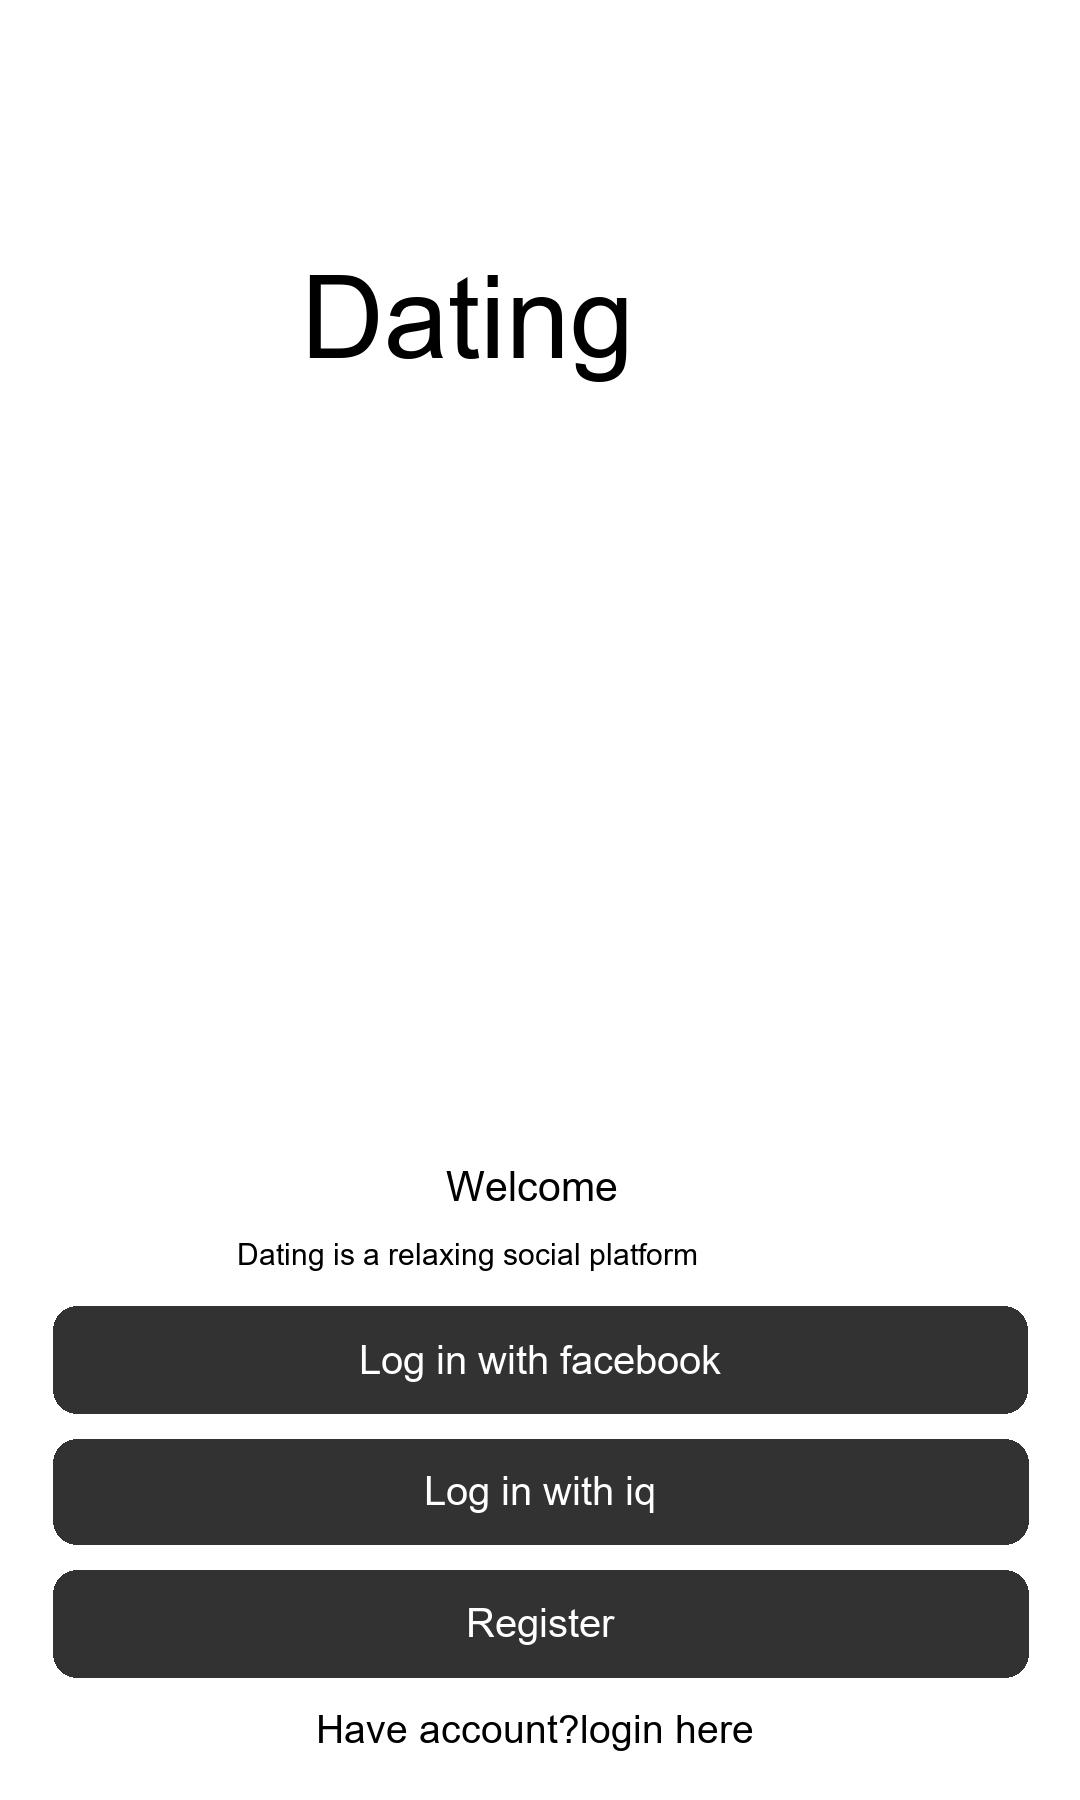 Dating
Welcome
Dating is a relaxing social platform
Log in with facebook
Log in with iq
Register
Have account?login here